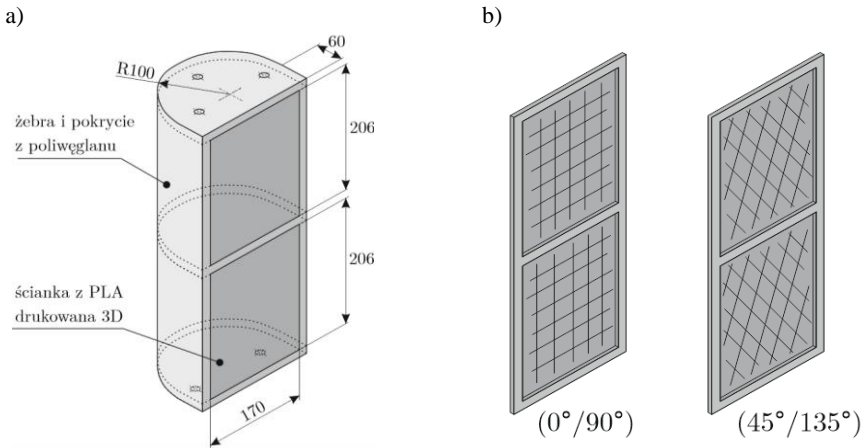 a)
b)
60
R100
206
żebra i pokrycie
z poliwęglanu
206
ścianka z PLA
drukowana 3D
170
(0°/90°)
(45°/135°)